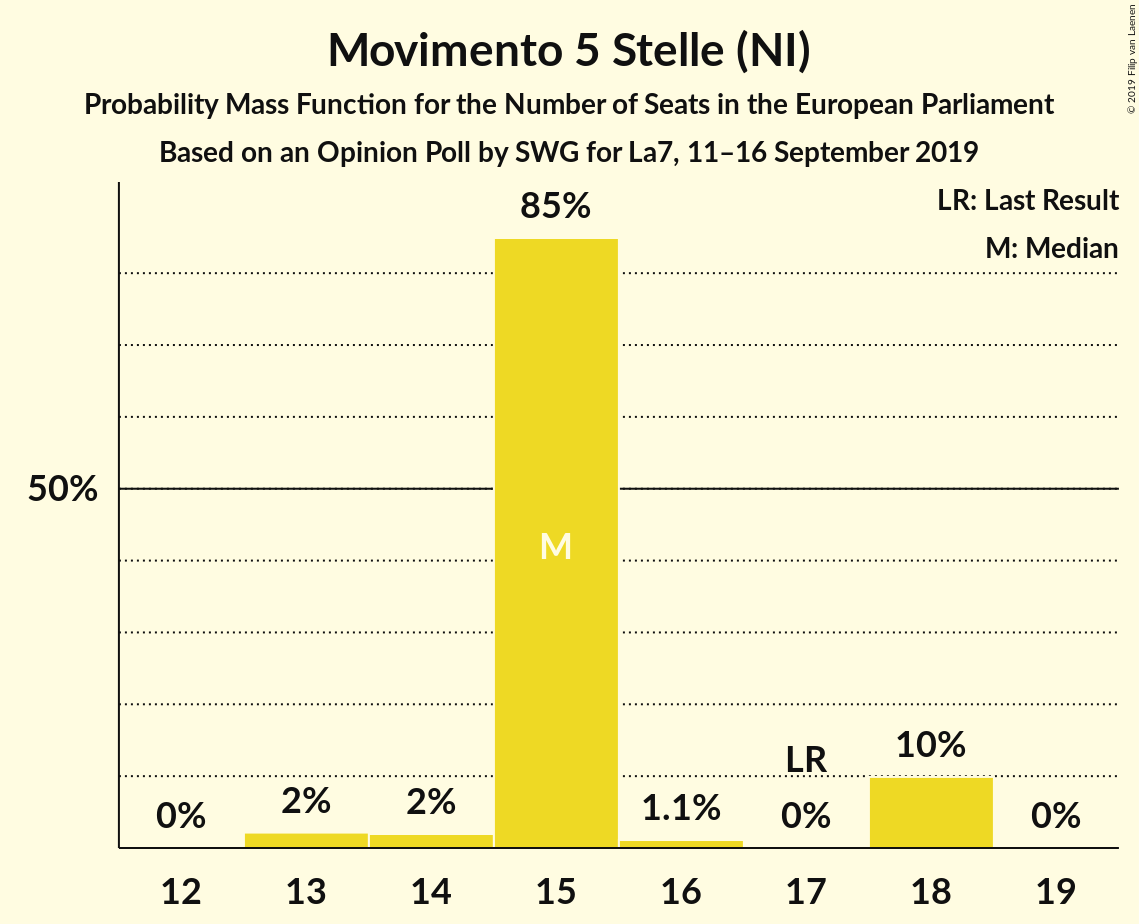 Movimento 5 Stelle (NI)
Probability Mass Function for the Number of Seats in the European Parliament
Based on an Opinion Poll by SWG for La7, 11–16 September 2019
© 2019 Filip van Laenen
LR: Last Result
M: Median
85%
50%
M
LR
10%
0%
2%
2%
1.1%
0%
0%
12
13
14
15
16
17
18
19